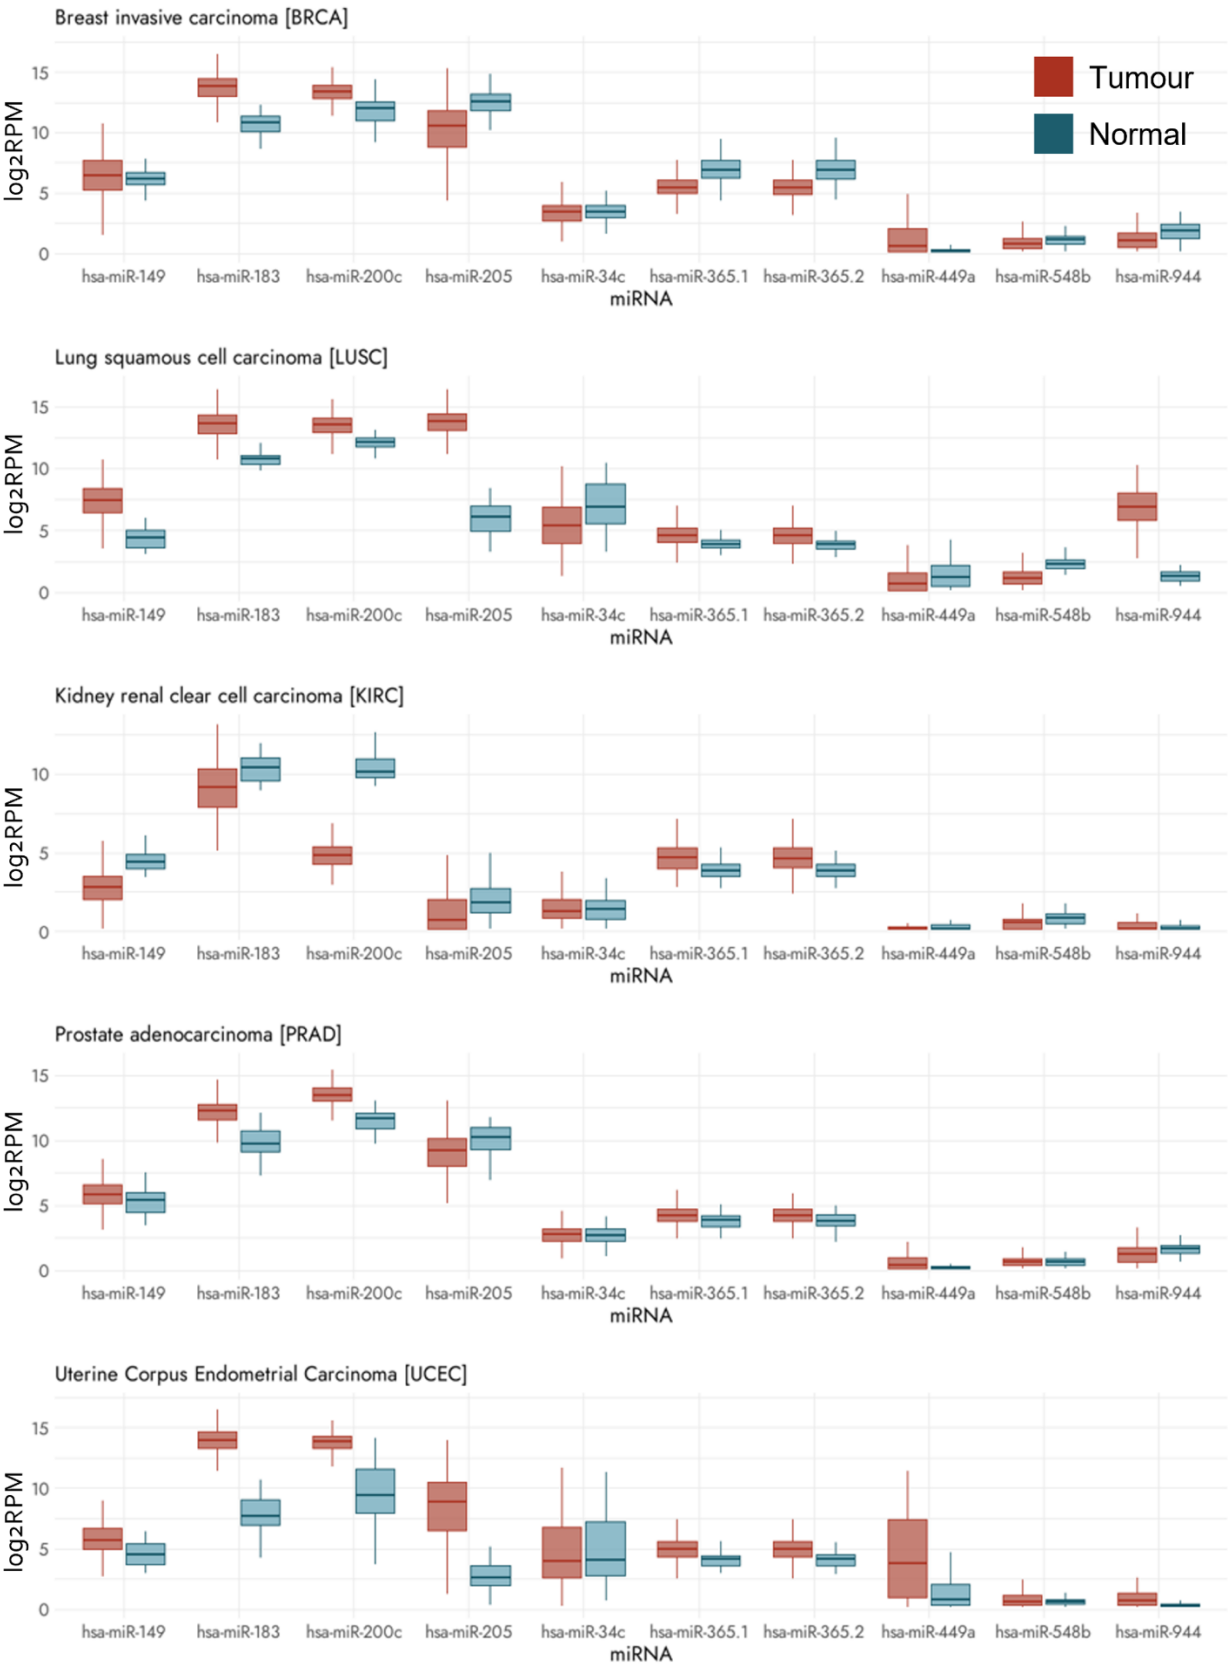 Breast invasive carcinoma [BRCA]
15
10
5
0
log2RPM
Tumour
Normal
hsa-miR-149 hsa-miR-183 hsa-miR-200c hsa-miR-205 hsa-miR-34c hsa-miR-365.1 hsa-miR-365.2 hsa-miR-449a hsa-miR-548b hsa-miR-944
miRNA
Lung squamous cell carcinoma [LUSC]
15
10
5
0
log2RPM
hsa-miR-149 hsa-miR-183 hsa-miR-200c hsa-miR-205 hsa-miR-34c hsa-miR-365.1 hsa-miR-365.2 hsa-miR-449a hsa-miR-548b hsa-miR-944
miRNA
Kidney renal clear cell carcinoma [KIRC]
10
5
0
log2RPM
hsa-miR-149 hsa-miR-183 hsa-miR-200c hsa-miR-205 hsa-miR-34c hsa-miR-365.1 hsa-miR-365.2 hsa-miR-449a hsa-miR-548b hsa-miR-944
miRNA
Prostate adenocarcinoma [PRAD]
15
10
5
0
log2RPM
hsa-miR-149 hsa-miR-183 hsa-miR-200c hsa-miR-205 hsa-miR-34c hsa-miR-365.1 hsa-miR-365.2 hsa-miR-449a hsa-miR-548b hsa-miR-944
miRNA
Uterine Corpus Endometrial Carcinoma [UCEC]
15
10
5
0
log2RPM
hsa-miR-149 hsa-miR-183 hsa-miR-200c hsa-miR-205 hsa-miR-34c hsa-miR-365.1 hsa-miR-365.2 hsa-miR-449a hsa-miR-548b hsa-miR-944
miRNA